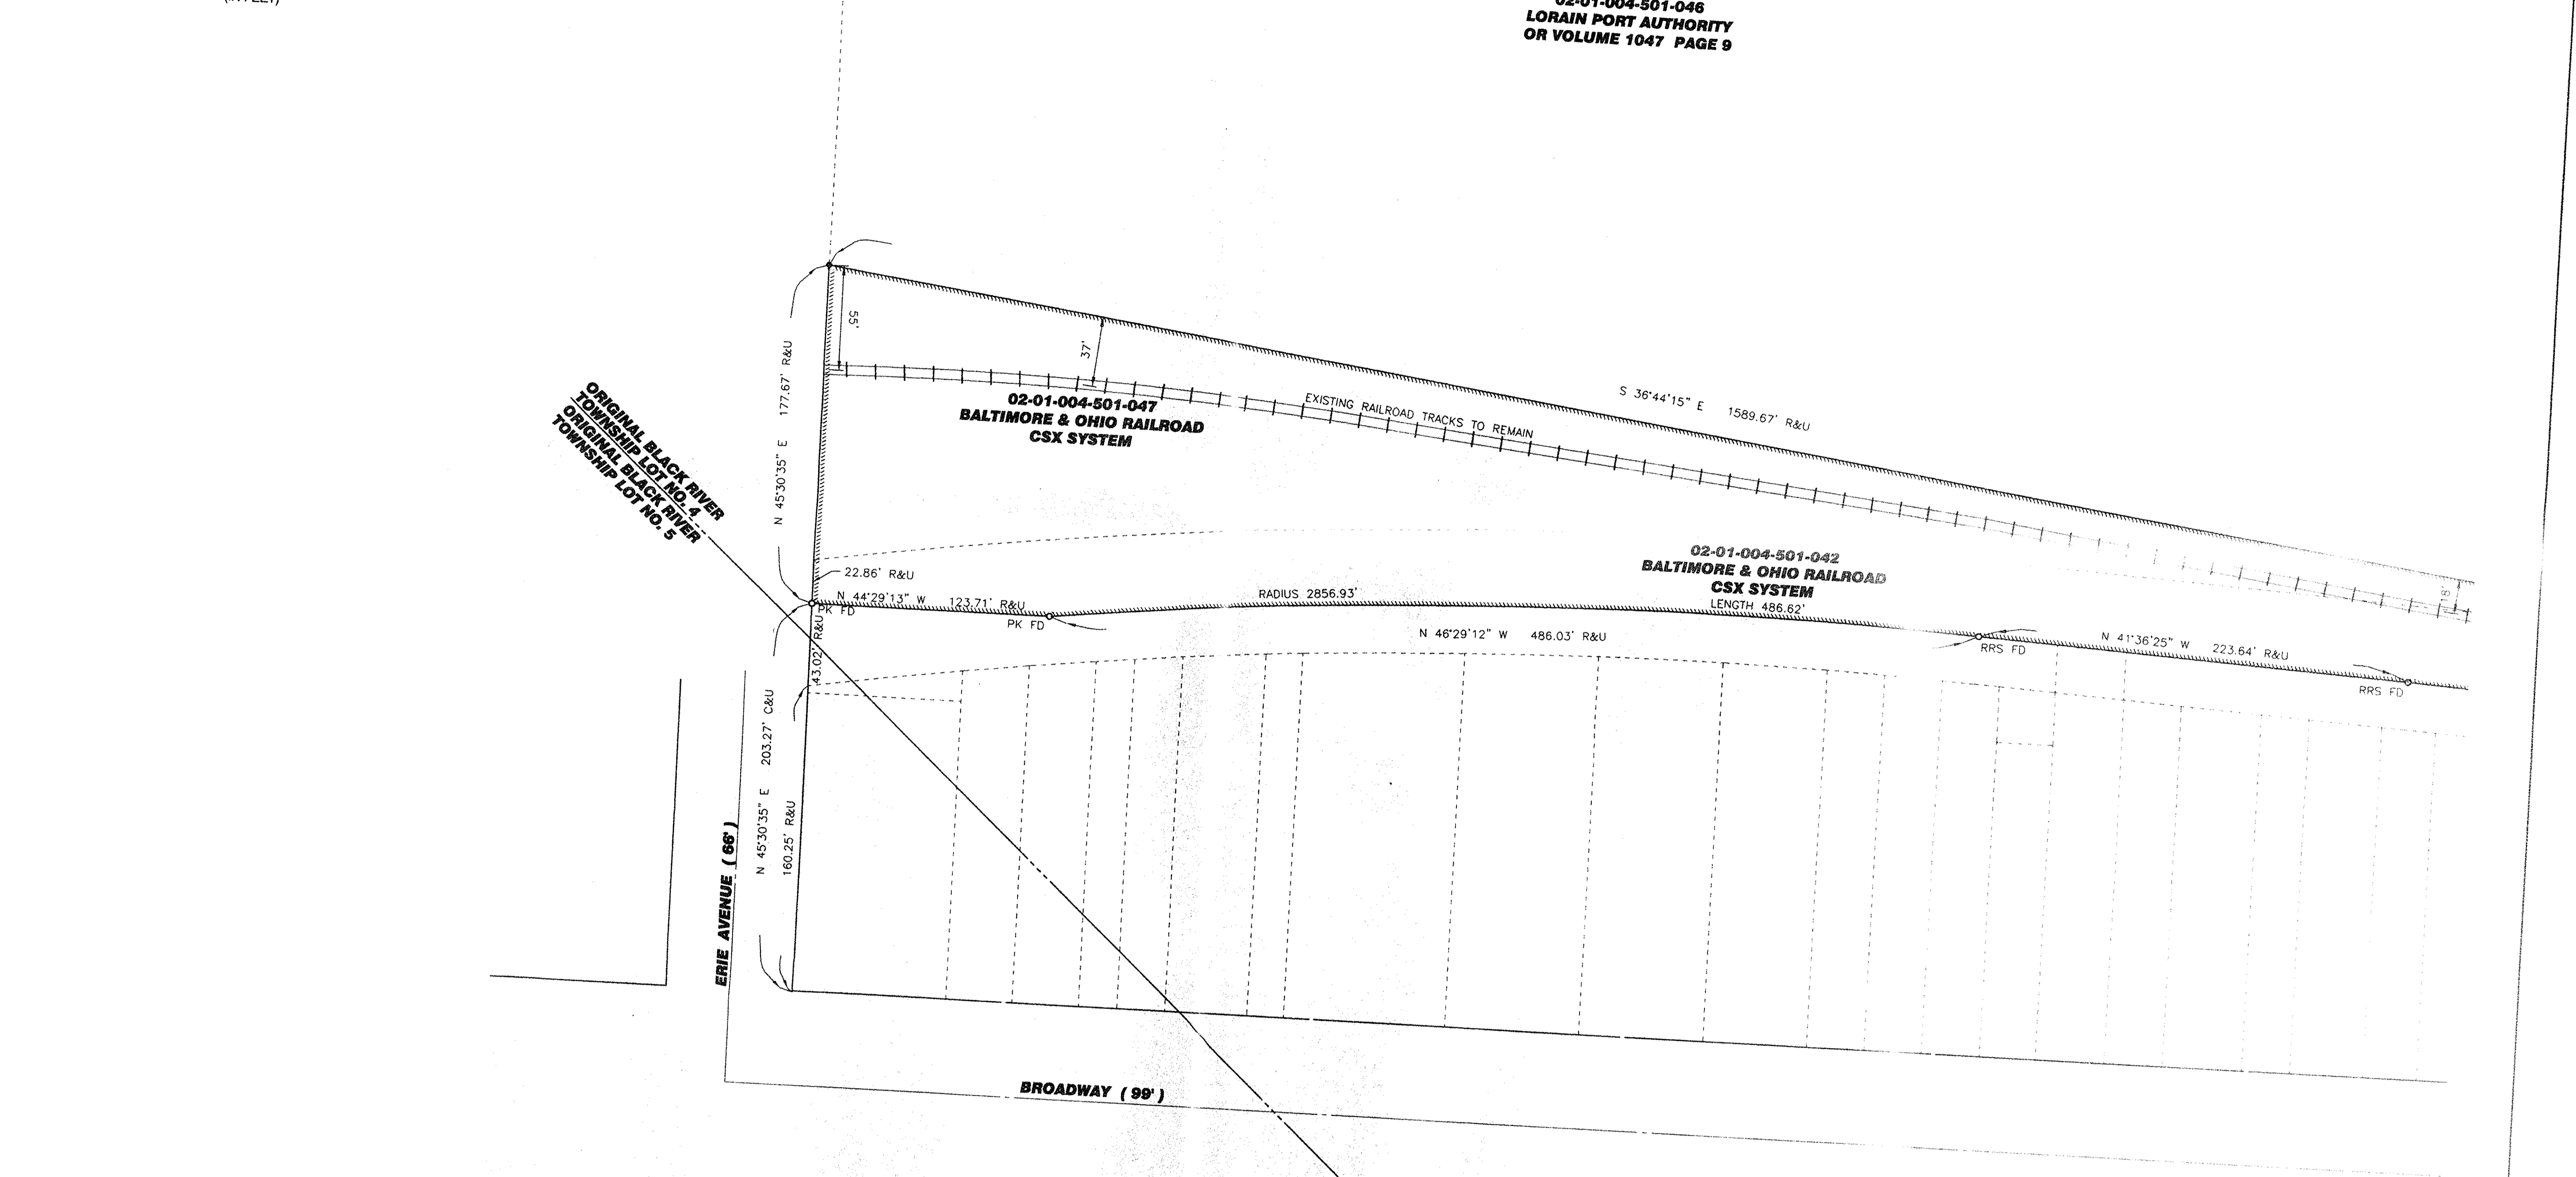 02-01-004-501-046
LORAIN PORT AUTHORITY
OR VOLUME 1047 PAGE 9
55'
37'
N 45°30'35" E 177.67' R&U
S 36°44'15" E 1589.67' R&U
EXISTING RAILROAD TRACKS TO REMAIN
02-01-004-501-047
BALTIMORE & OHIO RAILROAD
CSX SYSTEM
ORIGINAL BLACK RIVER
TOWNSHIP LOT NO. 4
ORIGINAL BLACK RIVER
TOWNSHIP LOT NO. 5
02-01-004-501-042
BALTIMORE & OHIO RAILROAD
CSX SYSTEM
22.86' R&U
N 44°29'13" W 123.71' R&U
PK FD
PK FD
RADIUS 2856.93'
LENGTH 486.62'
N 46°29'12" W 486.03' R&U
RRS FD
N 41°36'25" W 223.64' R&U
RRS FD
43.02' R&U
N 45°30'35" E 203.27' C&U
160.25' R&U
ERIE AVENUE ( 66' )
BROADWAY ( 99' )